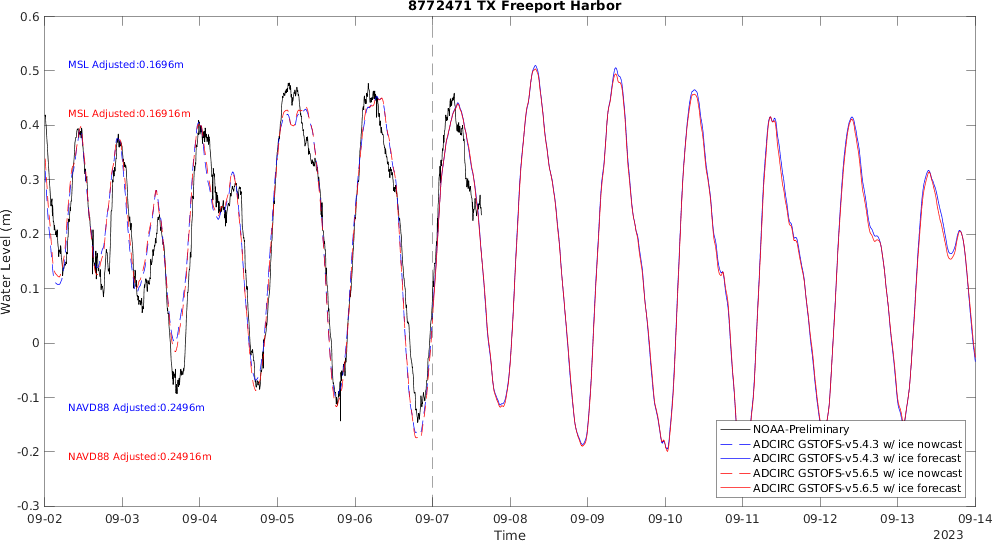 8772471 TX Freeport Harbor
0.6
0.5
0.4
0.3
0.2
0.1
0
-0.1
-0.2
-0.3
Water Level (m)
MSL Adjusted:0.1696m
MSL Adjusted:0.16916m
NAVD88 Adjusted:0.2496m
NAVD88 Adjusted:0.24916m
NOAA-Preliminary
ADCIRC GSTOFS-v5.4.3 w/ ice nowcast
ADCIRC GSTOFS-v5.4.3 w/ ice forecast
ADCIRC GSTOFS-v5.6.5 w/ ice nowcast
ADCIRC GSTOFS-v5.6.5 w/ ice forecast
09-02 09-03 09-04 09-05 09-06 09-07 09-08 09-09 09-10 09-11 09-12 09-13 09-14
Time
2023